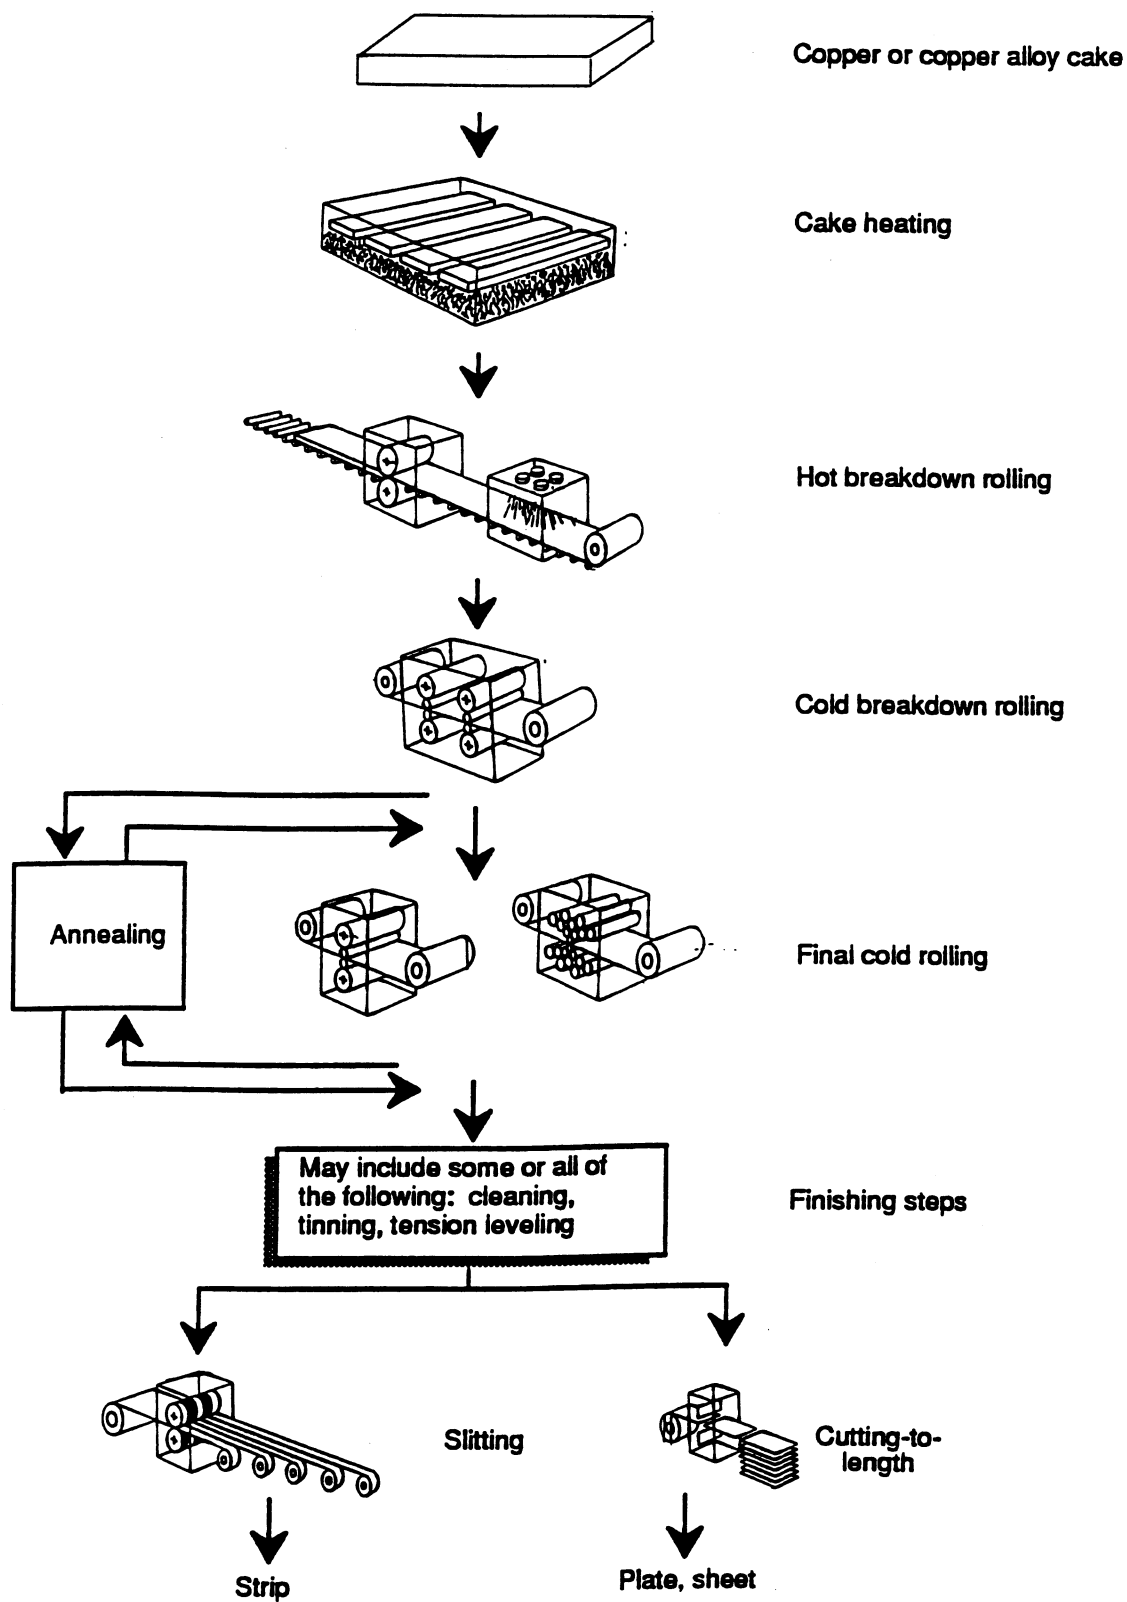 Copper or copper alloy cake
Cake heating
Hot breakdown rolling
Cold breakdown rolling
Annealing
Final cold rolling
May include some or all of
the following: cleaning,
tinning, tension leveling
Finishing steps
Slitting
Cutting-to-
length
Strip
Plate, sheet